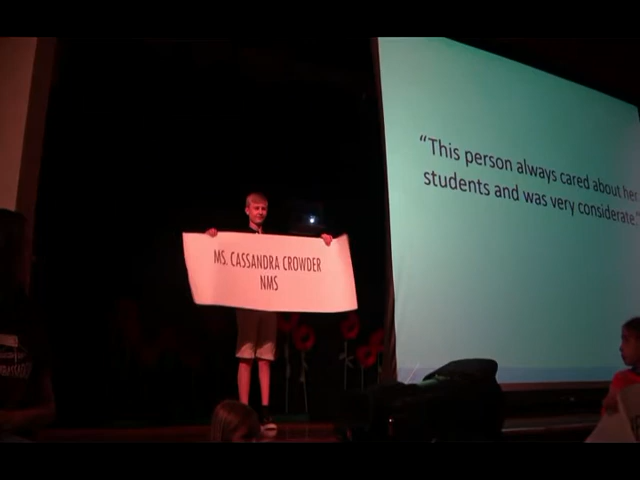 MS. CASSANDRA CROWDER
NMS
“This person always cared about her
students and was very considerate.”